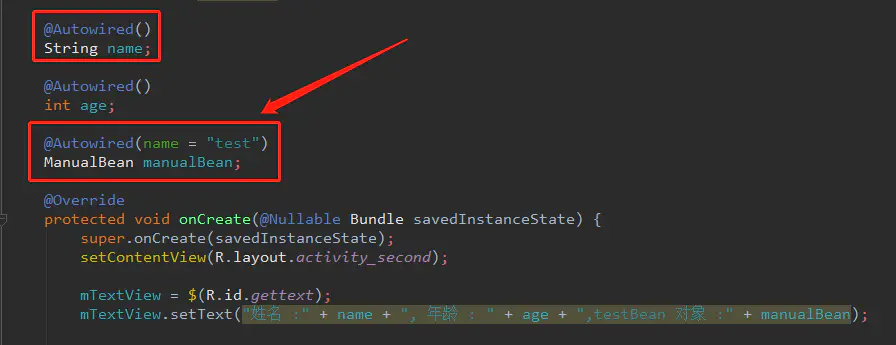 @Autowired()
String name;
@Autowired()
int age;
@Autowired(name = "test")
ManualBean manualBean;
@Override
protected void onCreate(@Nullable Bundle savedInstanceState) {
super.onCreate(savedInstanceState);
setContentView(R.layout.activity_second);
mTextView = $(R.id.gettext);
mTextView.setText("姓名 :" + name + ", 年龄 : " + age + ",testBean 对象 :" + manualBean);